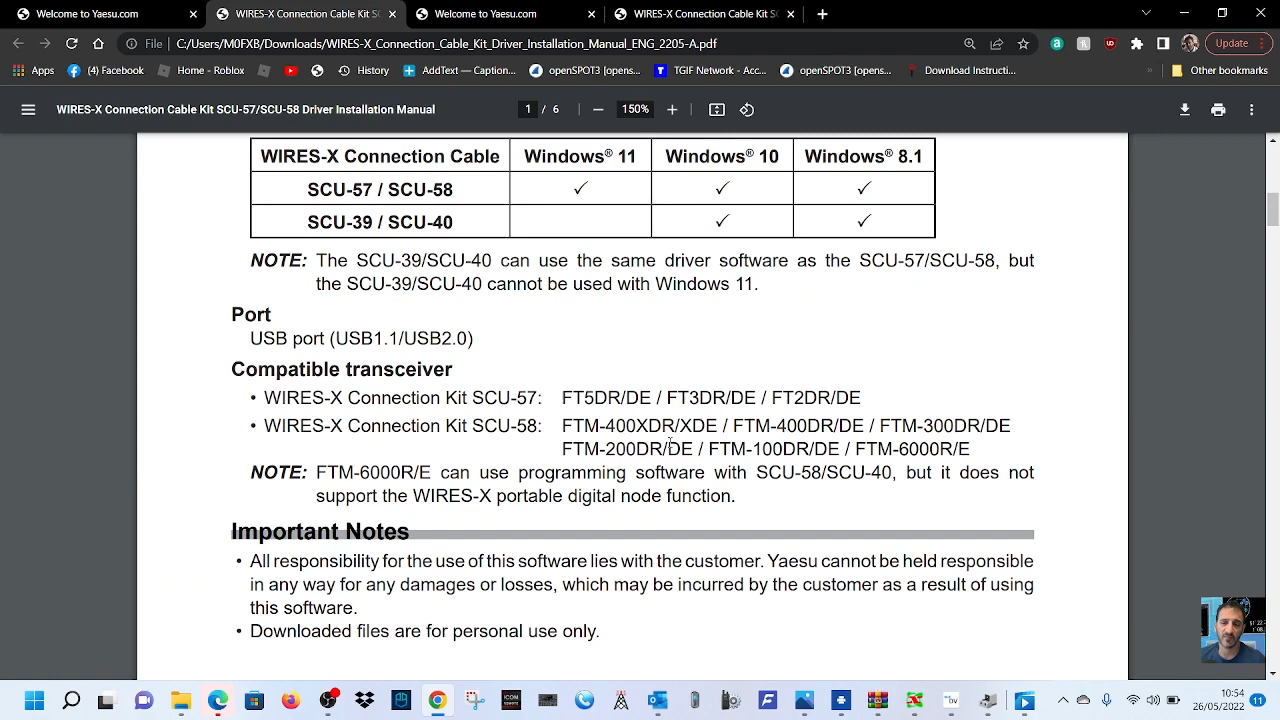 Welcome to Yaesu.com
WIRES-X Connection Cable Kit SC
Welcome to Yaesu.com
WIRES-X Connection Cable Kit SC
File
C:/Users/M0FXB/Downloads/WIRES-X_Connection_Cable_Kit_Driver_Installation_Manual_ENG_2205-A.pdf
Update
Apps
(4) Facebook
Home - Roblox
History
AddText — Caption...
openSPOT3 [opens...
TGIF Network - Acc...
openSPOT3 [opens...
Download Instructi...
»
Other bookmarks
WIRES-X Connection Cable Kit SCU-57/SCU-58 Driver Installation Manual
1 / 6
150%
WIRES-X Connection Cable Windows® 11 Windows® 10 Windows® 8.1
SCU-57 / SCU-58 ✓ ✓ ✓
SCU-39 / SCU-40 ✓ ✓
NOTE: The SCU-39/SCU-40 can use the same driver software as the SCU-57/SCU-58, but
the SCU-39/SCU-40 cannot be used with Windows 11.
Port
USB port (USB1.1/USB2.0)
Compatible transceiver
• WIRES-X Connection Kit SCU-57: FT5DR/DE / FT3DR/DE / FT2DR/DE
• WIRES-X Connection Kit SCU-58: FTM-400XDR/XDE / FTM-400DR/DE / FTM-300DR/DE
FTM-200DR/DE / FTM-100DR/DE / FTM-6000R/E
NOTE: FTM-6000R/E can use programming software with SCU-58/SCU-40, but it does not
support the WIRES-X portable digital node function.
Important Notes
• All responsibility for the use of this software lies with the customer. Yaesu cannot be held responsible
in any way for any damages or losses, which may be incurred by the customer as a result of using
this software.
• Downloaded files are for personal use only.
10:54
26/05/2022
11